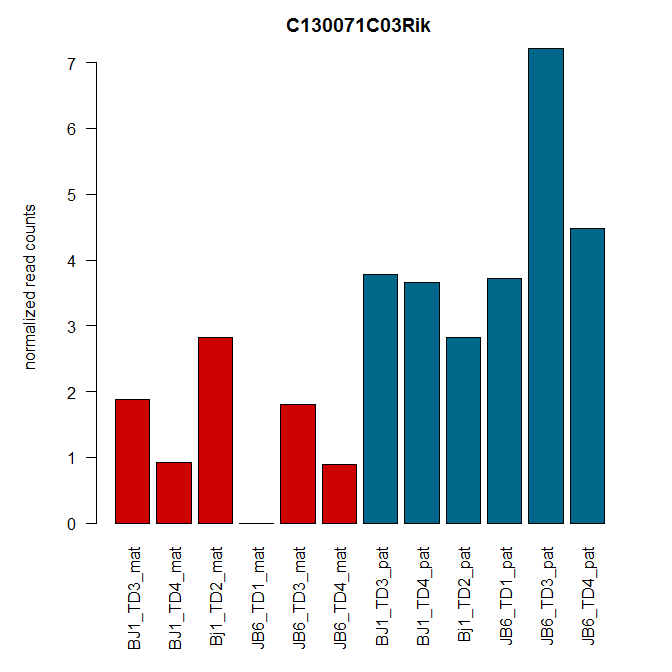 C130071C03Rik
normalized read counts
7
6
5
4
3
2
1
0
BJ1_TD3_mat
BJ1_TD4_mat
Bj1_TD2_mat
JB6_TD1_mat
JB6_TD3_mat
JB6_TD4_mat
BJ1_TD3_pat
BJ1_TD4_pat
Bj1_TD2_pat
JB6_TD1_pat
JB6_TD3_pat
JB6_TD4_pat